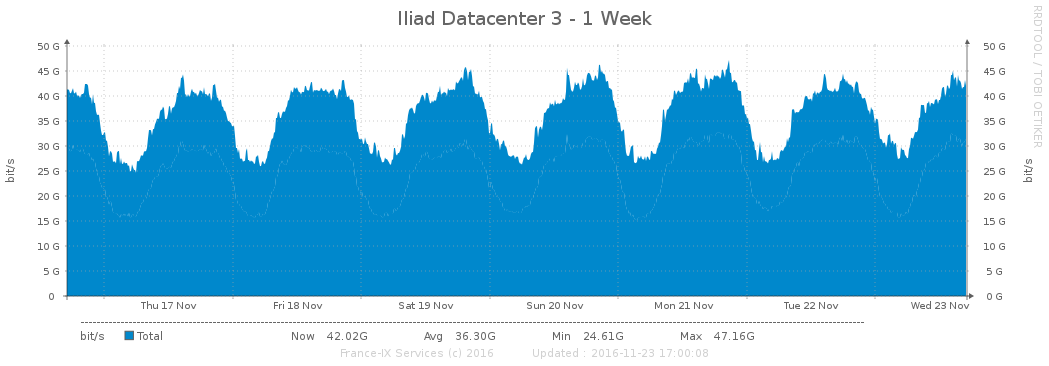 Iliad Datacenter 3 - 1 Week
RRDTOOL / TOBI OETIKER
50 G 50 G
45 G 45 G
40 G 40 G
35 G 35 G
30 G 30 G
25 G 25 G
20 G 20 G
15 G 15 G
10 G 10 G
5 G 5 G
0 0 G
bit/s bit/s
Thu 17 Nov Fri 18 Nov Sat 19 Nov Sun 20 Nov Mon 21 Nov Tue 22 Nov Wed 23 Nov
bit/s Total Now 42.02G Avg 36.30G Min 24.61G Max 47.16G
France-IX Services (c) 2016 Updated : 2016-11-23 17:00:08